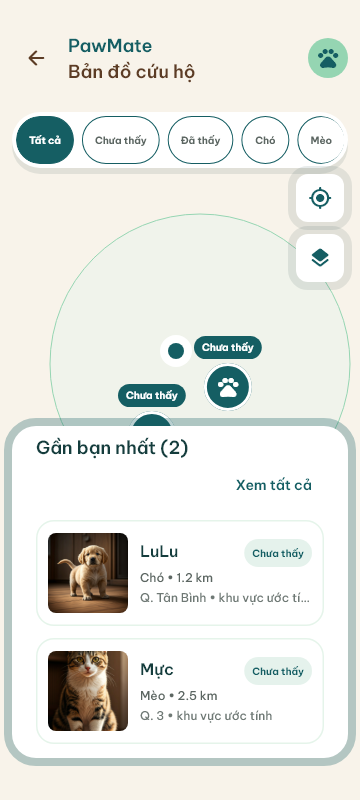 PawMate
Bản đồ cứu hộ
Tất cả
Chưa thấy
Đã thấy
Chó
Mèo
Chưa thấy
Chưa thấy
Gần bạn nhất (2)
Xem tất cả
LuLu
Chưa thấy
Chó • 1.2 km
Q. Tân Bình • khu vực ước tí...
Mực
Chưa thấy
Mèo • 2.5 km
Q. 3 • khu vực ước tính